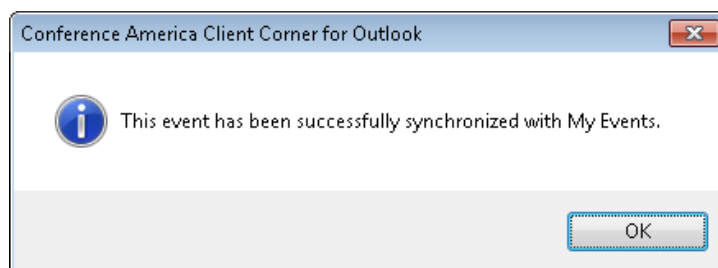 Conference America Client Corner for Outlook
This event has been successfully synchronized with My Events.
OK